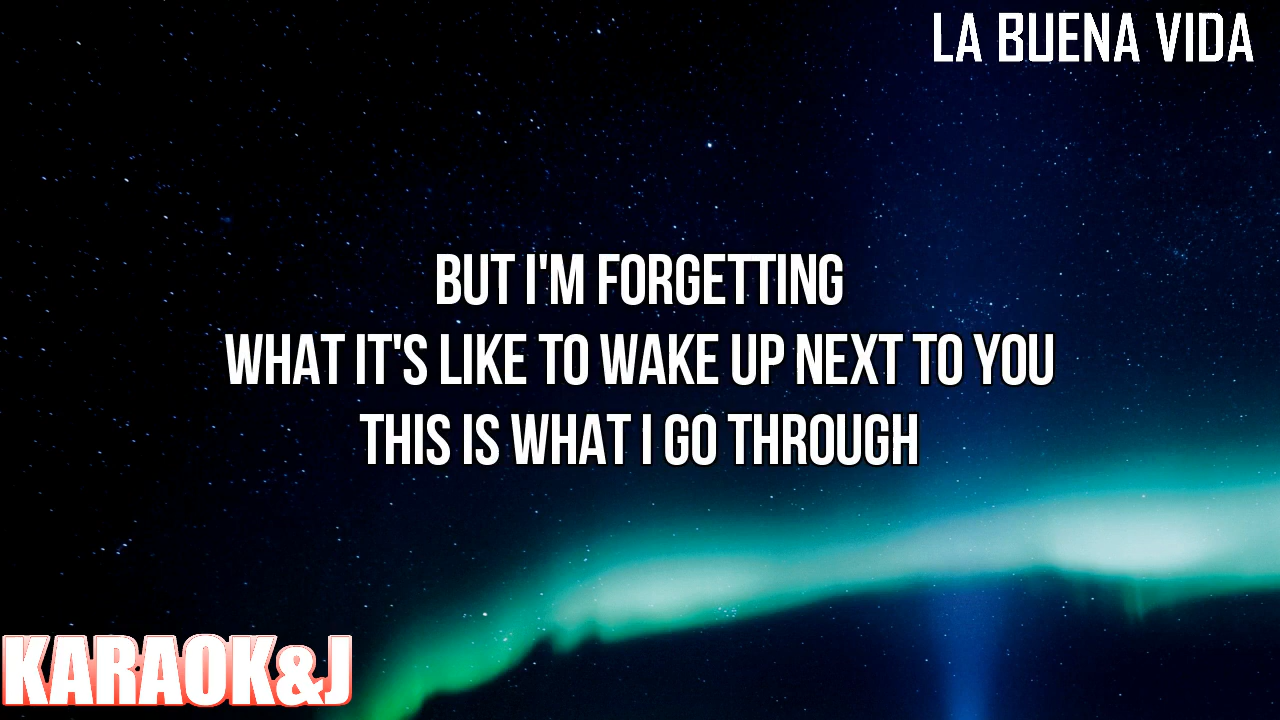 LA BUENA VIDA
BUT I'M FORGETTING
WHAT IT'S LIKE TO WAKE UP NEXT TO YOU
THIS IS WHAT I GO THROUGH
KARAOK&J